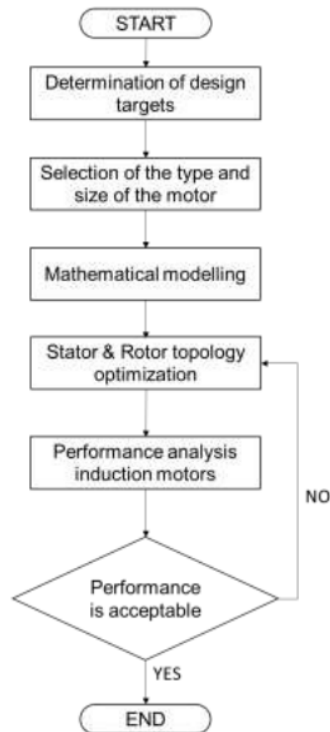 START
Determination of design
targets
Selection of the type and
size of the motor
Mathematical modelling
Stator & Rotor topology
optimization
Performance analysis
induction motors
NO
Performance
is acceptable
YES
END